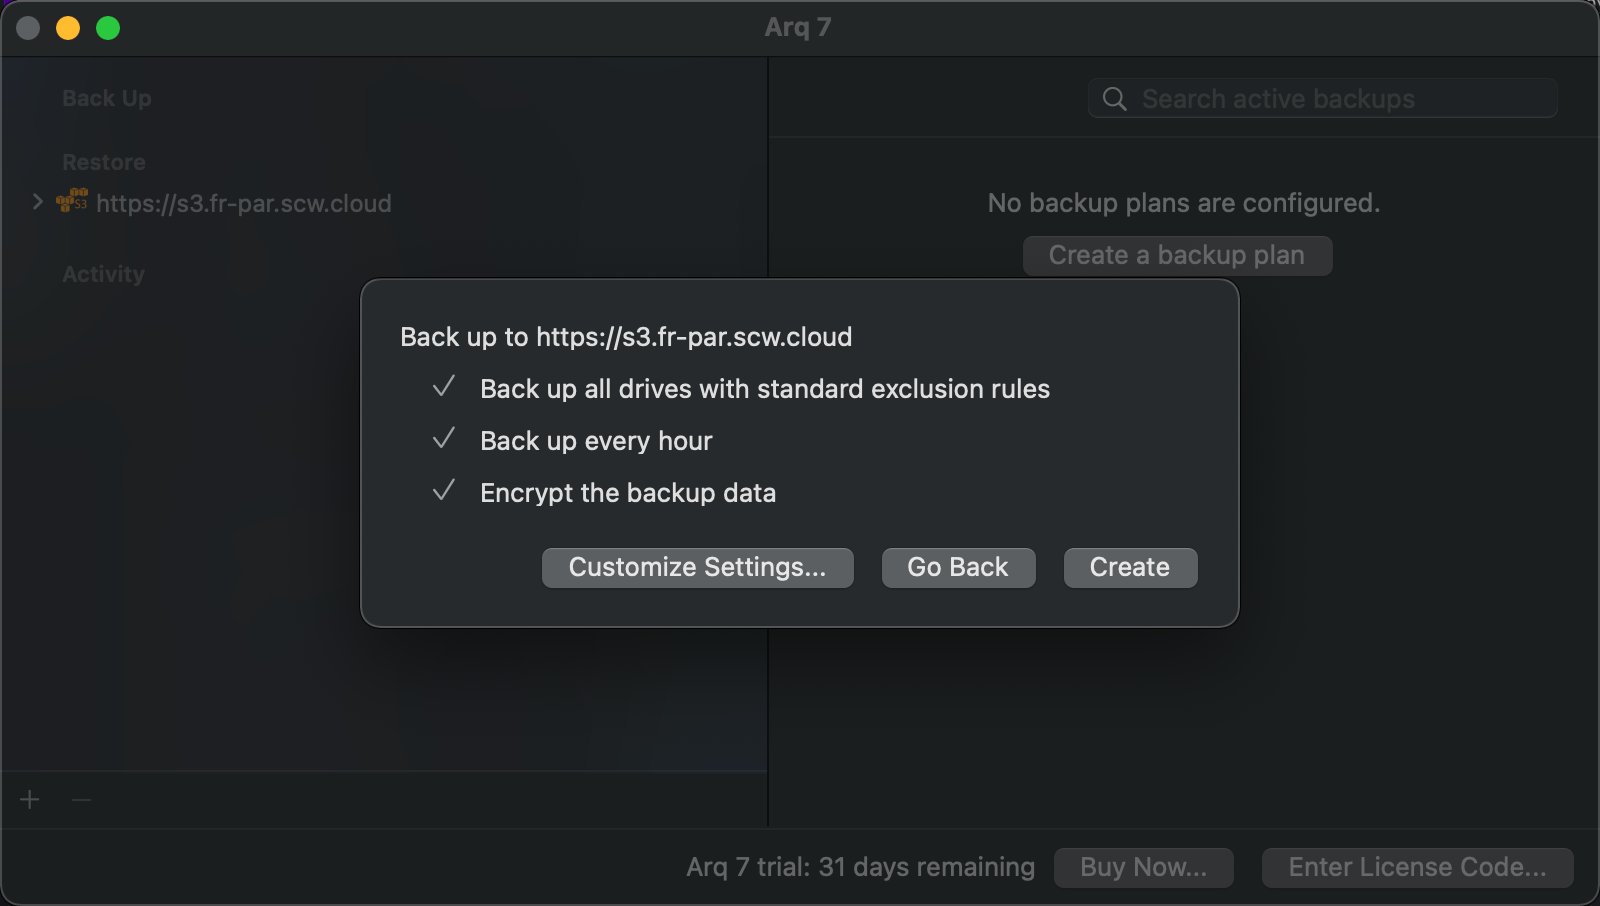 Arq 7
Back Up
Search active backups
Restore
S3
https://s3.fr-par.scw.cloud
No backup plans are configured.
Create a backup plan
Activity
Back up to https://s3.fr-par.scw.cloud
Back up all drives with standard exclusion rules
Back up every hour
Encrypt the backup data
Customize Settings...
Go Back
Create
Arq 7 trial: 31 days remaining
Buy Now...
Enter License Code...